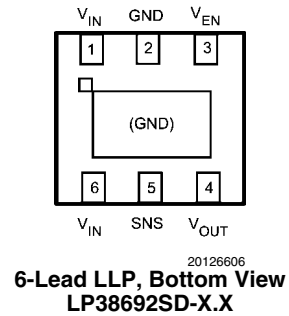 VIN GND VEN
1 2 3
(GND)
6 5 4
VIN SNS VOUT
20126606
6-Lead LLP, Bottom View
LP38692SD-X.X